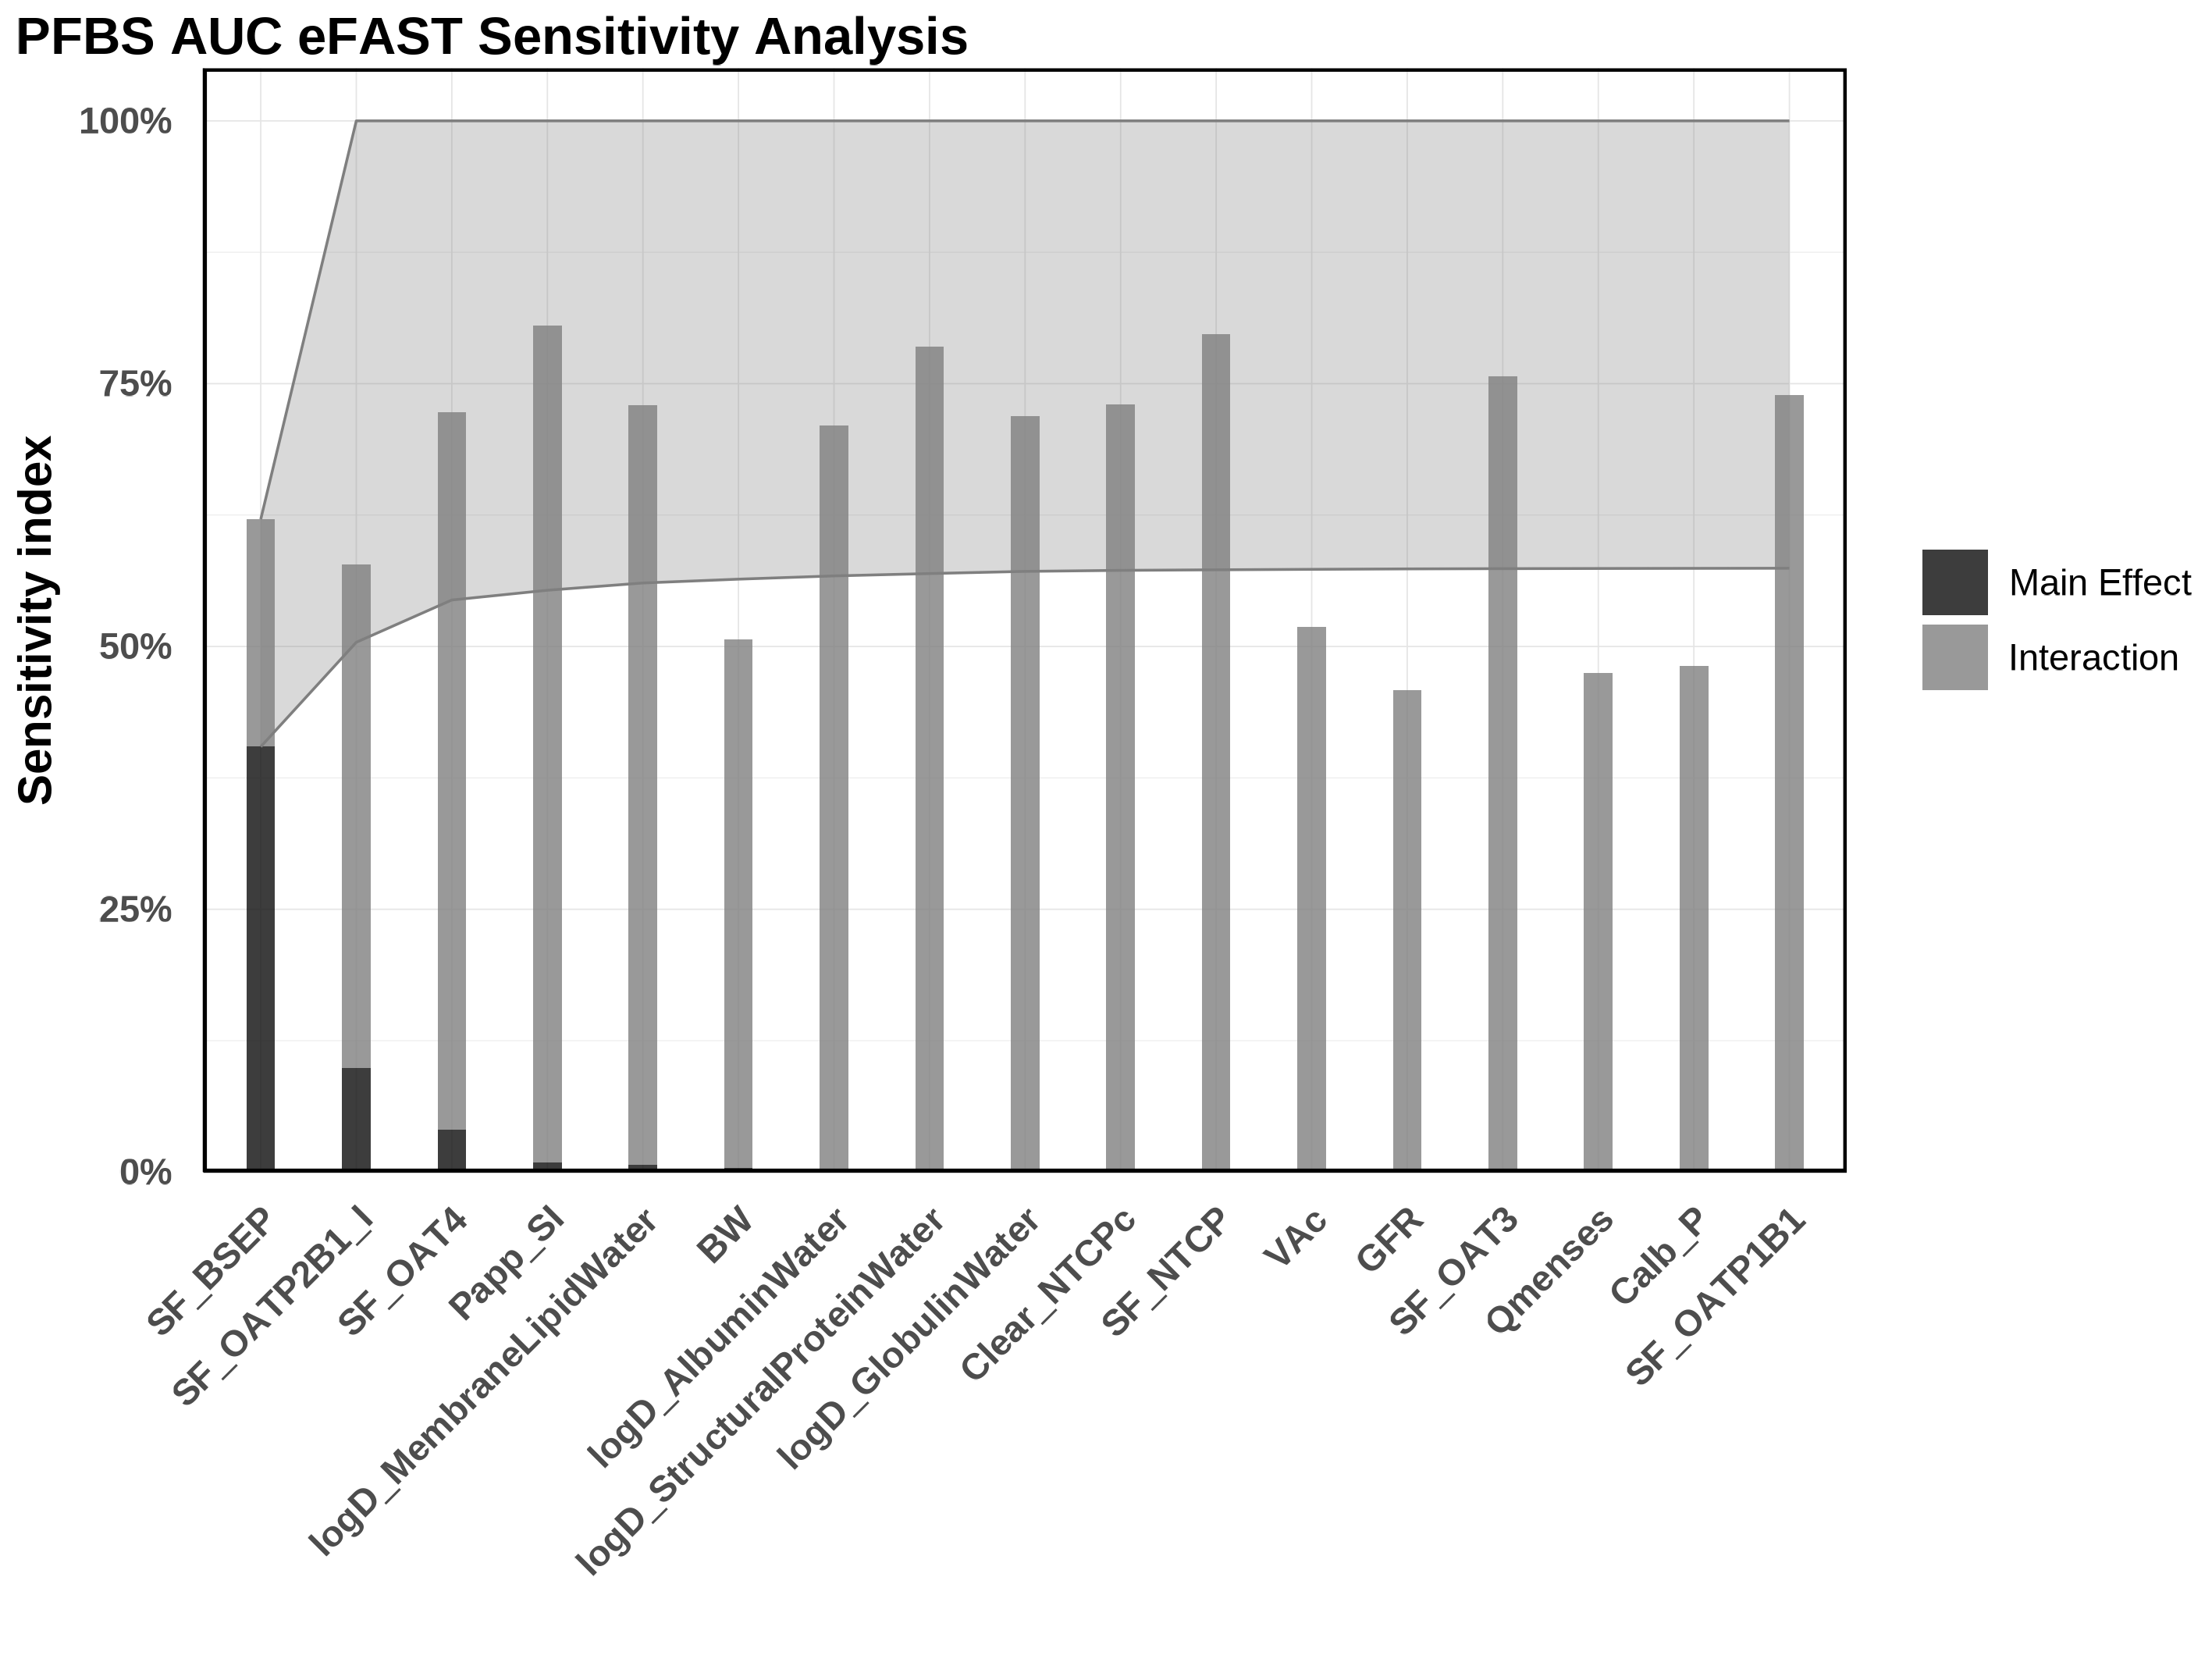 PFBS AUC eFAST Sensitivity Analysis
Sensitivity index
100%
75%
50%
25%
0%
SF_BSEP
SF_OATP2B1_I
SF_OAT4
Papp_SI
logD_MembraneLipidWater
BW
logD_AlbuminWater
logD_StructuralProteinWater
logD_GlobulinWater
Clear_NTCPc
SF_NTCP
VAc
GFR
SF_OAT3
Qmenses
Calb_P
SF_OATP1B1
Main Effect
Interaction